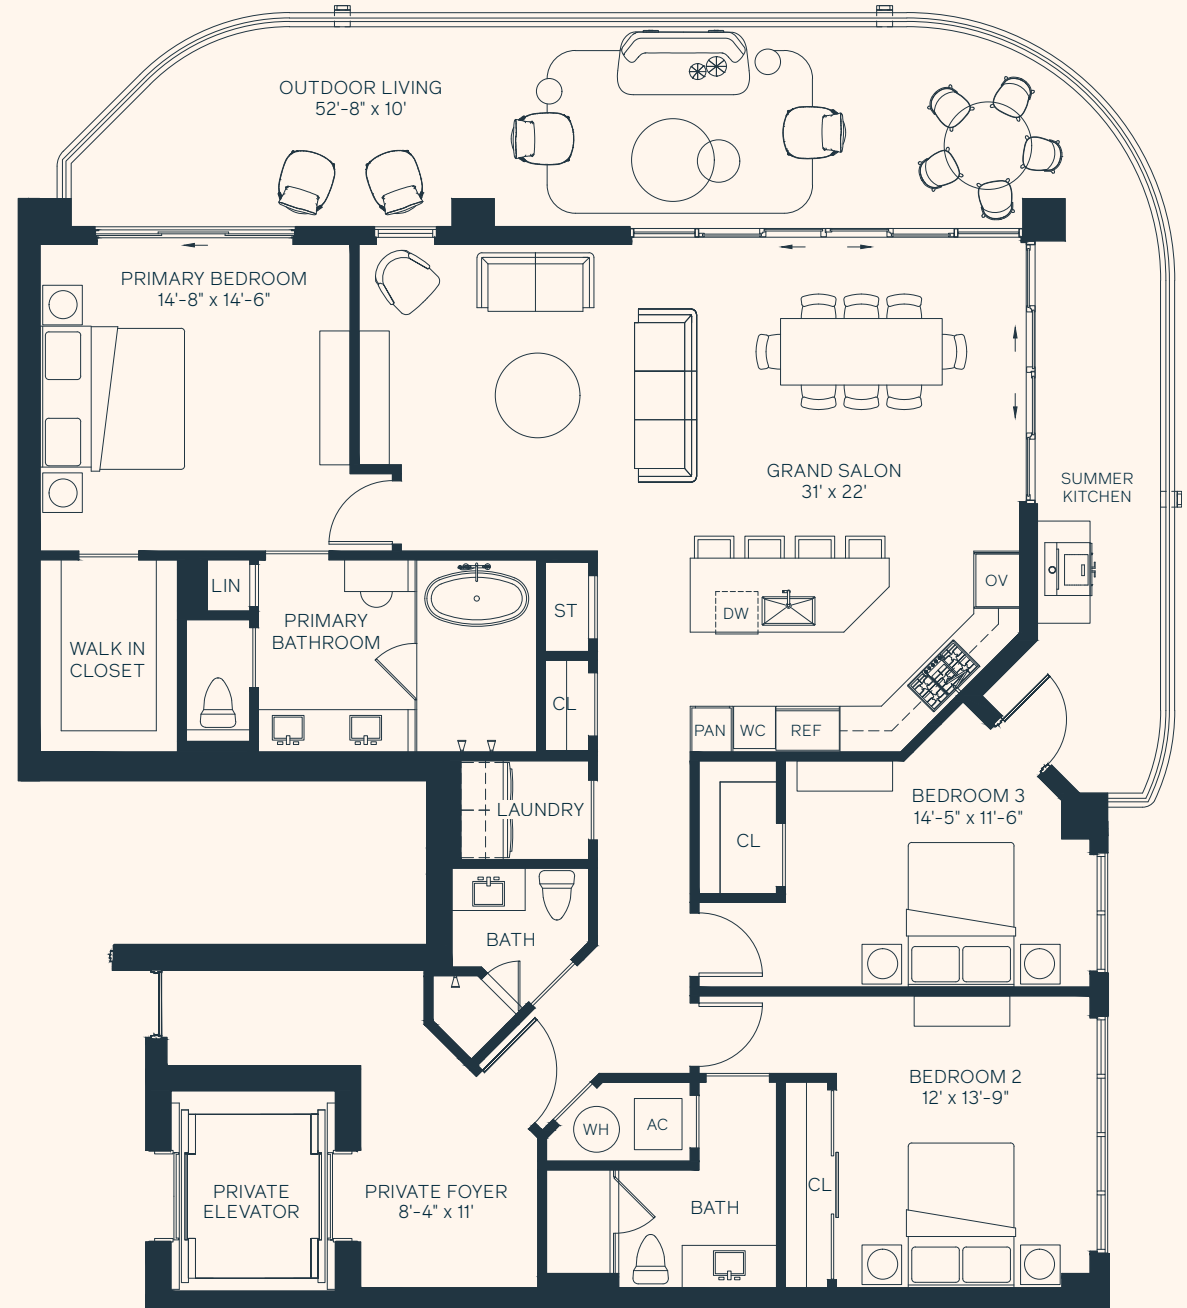 OUTDOOR LIVING
52'-8" x 10'
PRIMARY BEDROOM
14'-8" x 14'-6"
GRAND SALON
31' x 22'
SUMMER
KITCHEN
OV
LIN
ST
DW
PRIMARY
BATHROOM
WALK IN
CLOSET
CL
PAN
WC
REF
LAUNDRY
BEDROOM 3
14'-5" x 11'-6"
CL
BATH
BEDROOM 2
12' x 13'-9"
WH
AC
PRIVATE
ELEVATOR
PRIVATE FOYER
8'-4" x 11'
CL
BATH